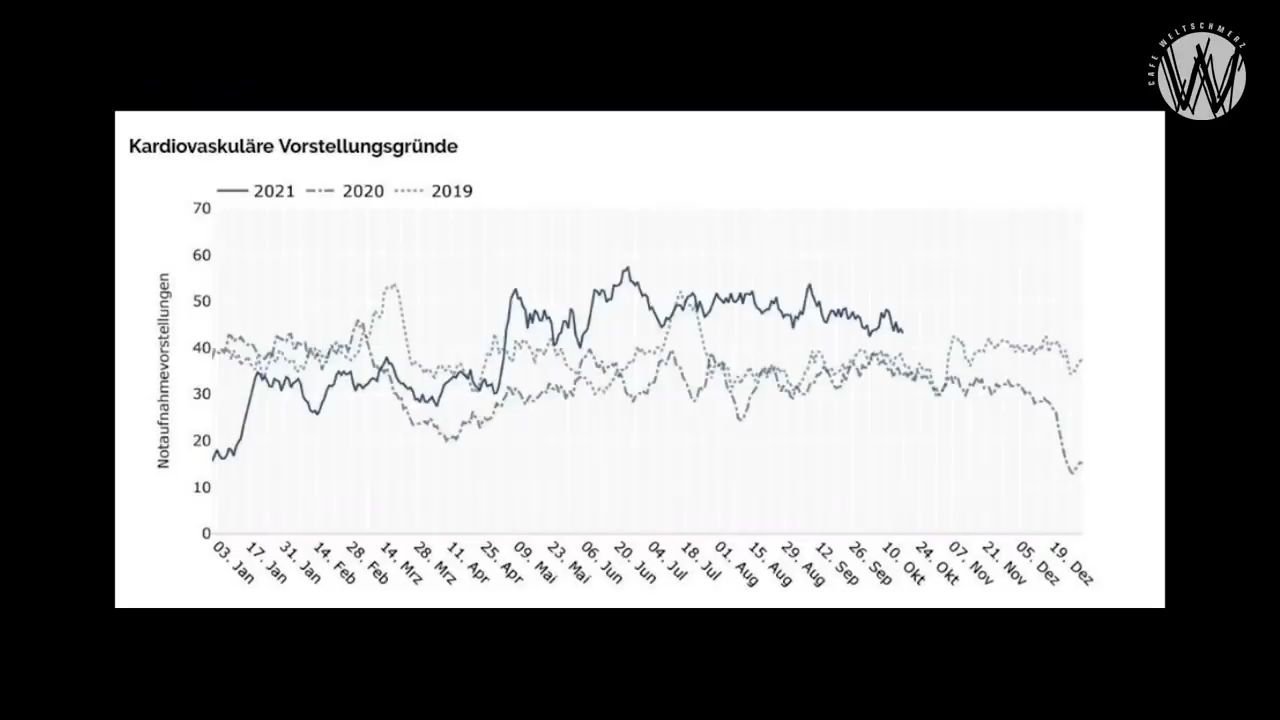 CAFE WELTSCHMERZ
Kardiovaskuläre Vorstellungsgründe
2021 2020 2019
Notaufnahmevorstellungen
70
60
50
40
30
20
10
0
03. Jan
17. Jan
31. Jan
14. Feb
28. Feb
14. Mrz
28. Mrz
11. Apr
25. Apr
09. Mai
23. Mai
06. Jun
20. Jun
04. Jul
18. Jul
01. Aug
15. Aug
29. Aug
12. Sep
26. Sep
10. Okt
24. Okt
07. Nov
21. Nov
05. Dez
19. Dez